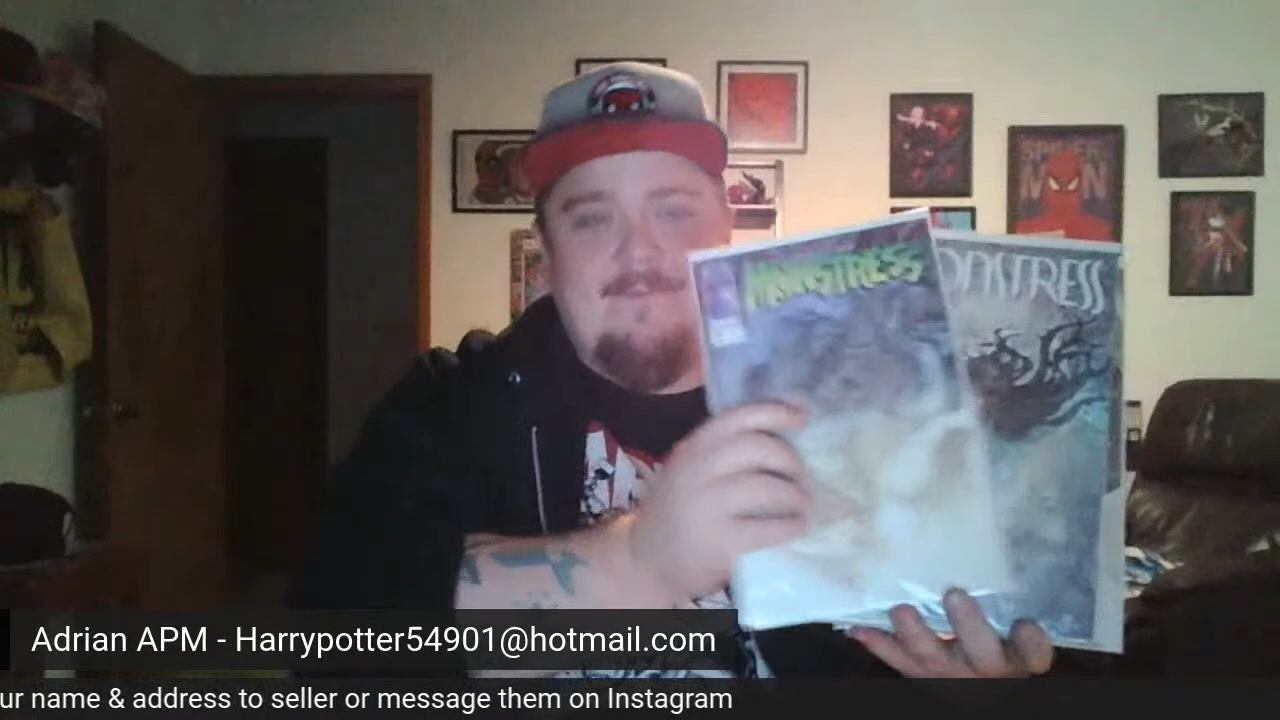 SPIDER
MAN
MONSTRESS
ONSTRESS
Adrian APM - Harrypotter54901@hotmail.com
ur name & address to seller or message them on Instagram